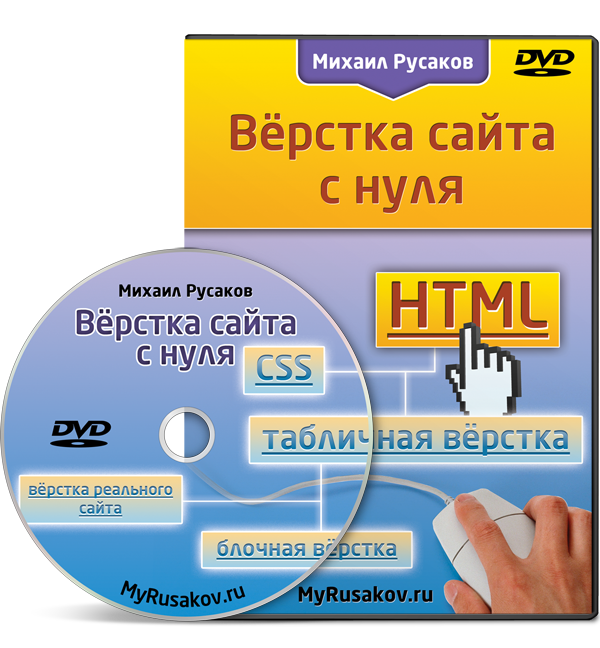 Михаил Русаков
DVD
Вёрстка сайта
с нуля
HTML
Михаил Русаков
Вёрстка сайта
с нуля
CSS
DVD
табличная вёрстка
вёрстка реального
сайта
блочная вёрстка
MyRusakov.ru
MyRusakov.ru